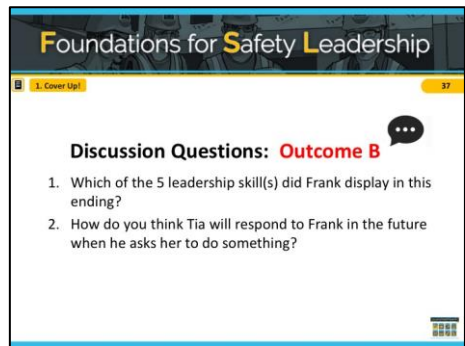 Foundations for Safety Leadership
1. Cover Up!
37
Discussion Questions: Outcome B
1. Which of the 5 leadership skill(s) did Frank display in this
ending?
2. How do you think Tia will respond to Frank in the future
when he asks her to do something?